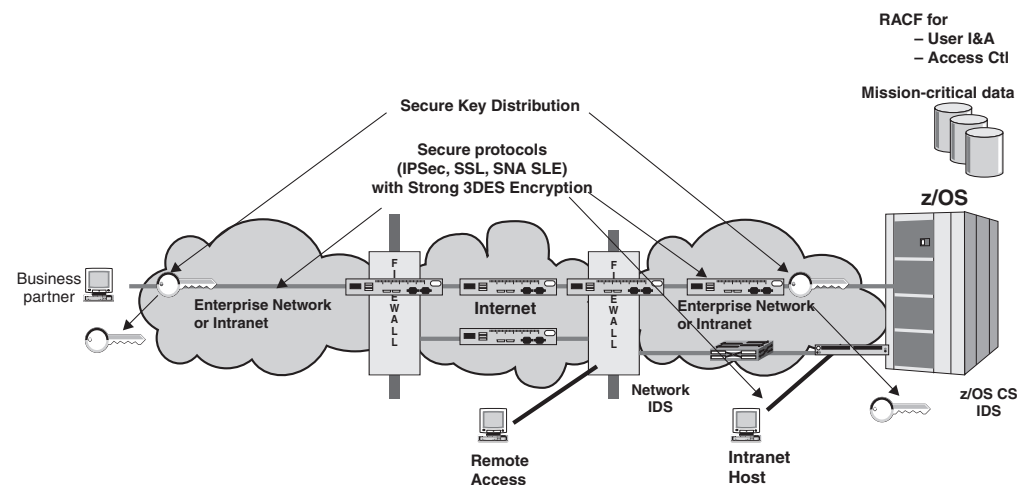 RACF for
– User I&A
– Access Ctl
Mission-critical data
Secure Key Distribution
Secure protocols
(IPSec, SSL, SNA SLE)
with Strong 3DES Encryption
z/OS
Business
partner
Enterprise Network
or Intranet
Internet
Enterprise Network
or Intranet
Network
IDS
z/OS CS
IDS
Remote
Access
Intranet
Host